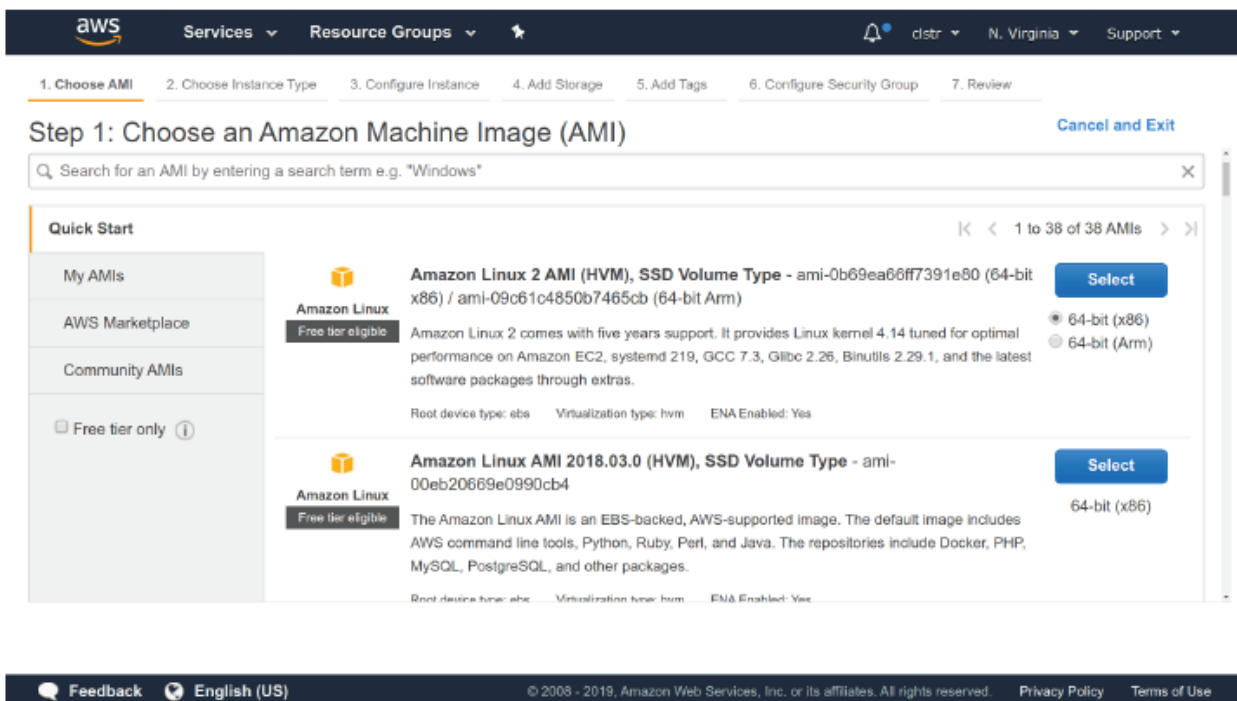 aws Services Resource Groups clstr N. Virginia Support
1. Choose AMI 2. Choose Instance Type 3. Configure Instance 4. Add Storage 5. Add Tags 6. Configure Security Group 7. Review
Step 1: Choose an Amazon Machine Image (AMI)
Cancel and Exit
Search for an AMI by entering a search term e.g. "Windows"
Quick Start
My AMIs
AWS Marketplace
Community AMIs
Free tier only
1 to 38 of 38 AMIs
Amazon Linux
Free tier eligible
Amazon Linux 2 AMI (HVM), SSD Volume Type - ami-0b69ea66ff7391e80 (64-bit
x86) / ami-09c61c4850b7465cb (64-bit Arm)
Amazon Linux 2 comes with five years support. It provides Linux kernel 4.14 tuned for optimal
performance on Amazon EC2, systemd 219, GCC 7.3, Glibc 2.26, Binutils 2.29.1, and the latest
software packages through extras.
Root device type: ebs Virtualization type: hvm ENA Enabled: Yes
Select
64-bit (x86)
64-bit (Arm)
Amazon Linux
Free tier eligible
Amazon Linux AMI 2018.03.0 (HVM), SSD Volume Type - ami-
00eb20669e0990cb4
The Amazon Linux AMI is an EBS-backed, AWS-supported image. The default image includes
AWS command line tools, Python, Ruby, Perl, and Java. The repositories include Docker, PHP,
MySQL, PostgreSQL, and other packages.
Root device type: ebs Virtualization type: hvm ENA Enabled: Yes
Select
64-bit (x86)
Feedback English (US) © 2008 - 2019, Amazon Web Services, Inc. or its affiliates. All rights reserved. Privacy Policy Terms of Use